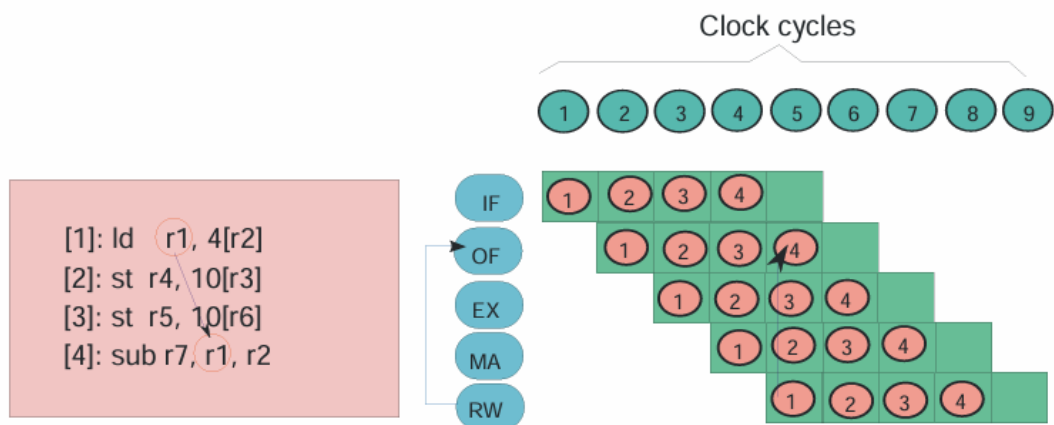 Clock cycles
1 2 3 4 5 6 7 8 9
[1]: ld r1, 4[r2]
[2]: st r4, 10[r3]
[3]: st r5, 10[r6]
[4]: sub r7, r1, r2
IF 1 2 3 4
OF 1 2 3 4
EX 1 2 3 4
MA 1 2 3 4
RW 1 2 3 4